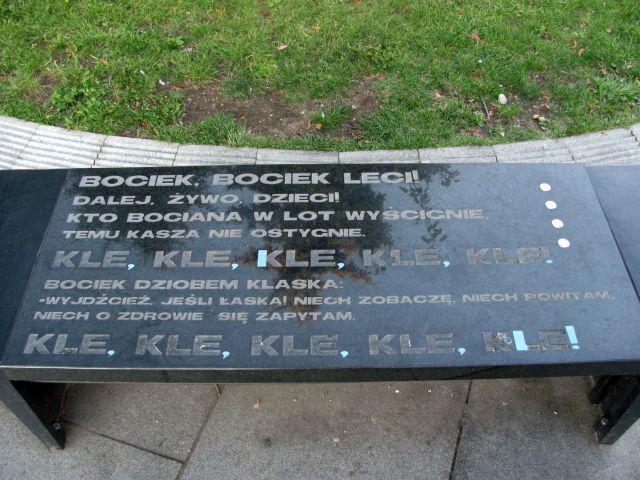 BOCIEK, BOCIEK LECI!
DALEJ, ŻYWO, DZIECI!
KTO BOCIANA W LOT WYŚCIGNIE,
TEMU KASZA NIE OSTYGNIE.
KLE, KLE, KLE, KLE, KLE!
BOCIEK DZIOBEM KLASKA:
-WYJDŹCIEŻ, JEŚLI ŁASKA! NIECH ZOBACZĘ, NIECH POWITAM,
NIECH O ZDROWIE SIĘ ZAPYTAM.
KLE, KLE, KLE, KLE, KLE!